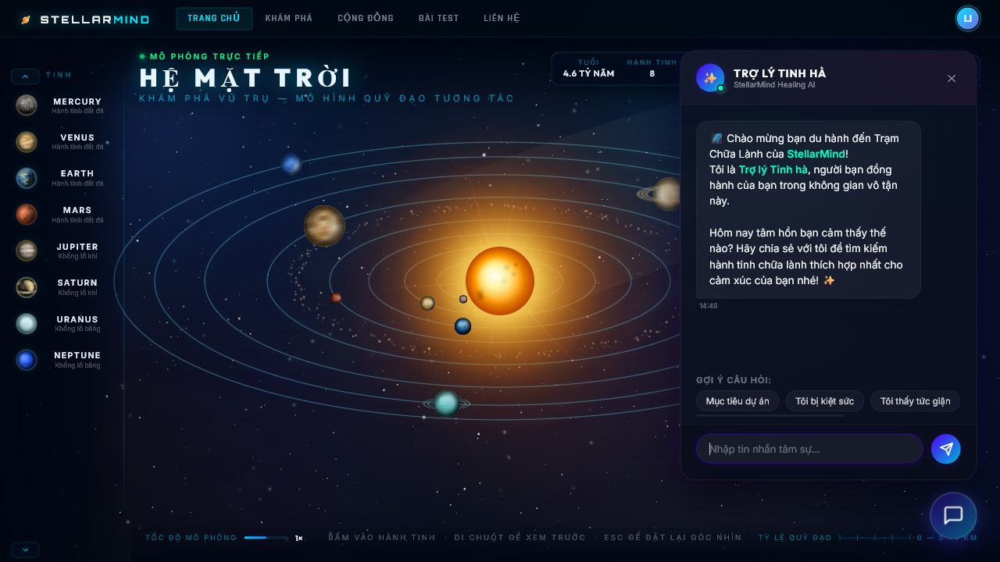 STELLARMIND
TRANG CHỦ
KHÁM PHÁ
CỘNG ĐỒNG
BÀI TEST
LIÊN HỆ
U
MÔ PHỎNG TRỰC TIẾP
HỆ MẶT TRỜI
KHÁM PHÁ VŨ TRỤ — MÔ HÌNH QUỸ ĐẠO TƯƠNG TÁC
TUỔI
4.6 TỶ NĂM
HÀNH TINH
8
TINH
MERCURY
Hành tinh đất đá
VENUS
Hành tinh đất đá
EARTH
Hành tinh đất đá
MARS
Hành tinh đất đá
JUPITER
Khổng lồ khí
SATURN
Khổng lồ khí
URANUS
Khổng lồ băng
NEPTUNE
Khổng lồ băng
TRỢ LÝ TINH HÀ
StellarMind Healing AI
Chào mừng bạn du hành đến Trạm
Chữa Lành của StellarMind!
Tôi là Trợ lý Tinh hà, người bạn đồng
hành của bạn trong không gian vô tận
này.
Hôm nay tâm hồn bạn cảm thấy thế
nào? Hãy chia sẻ với tôi để tìm kiếm
hành tinh chữa lành thích hợp nhất cho
cảm xúc của bạn nhé! ✨
14:49
GỢI Ý CÂU HỎI:
Mục tiêu dự án
Tôi bị kiệt sức
Tôi thấy tức giận
Nhập tin nhắn tâm sự...
TỐC ĐỘ MÔ PHỎNG
1×
BẤM VÀO HÀNH TINH · DI CHUỘT ĐỂ XEM TRƯỚC · ESC ĐỂ ĐẶT LẠI GÓC NHÌN
TỶ LỆ QUỸ ĐẠO
0 —
KM